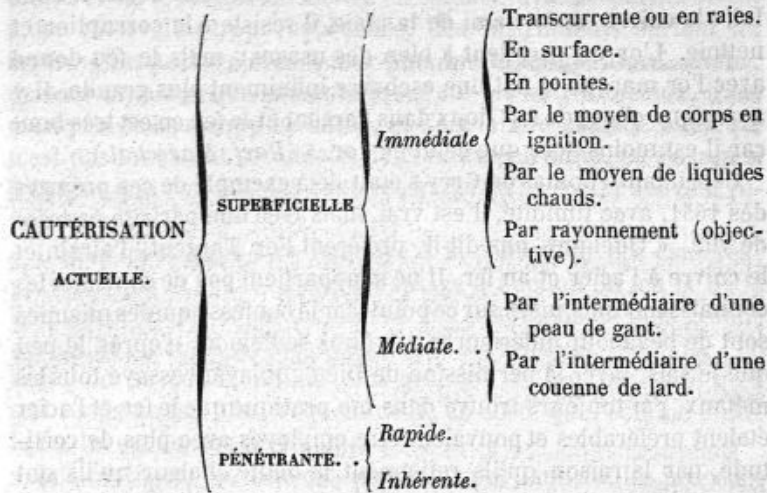 CAUTÉRISATION
ACTUELLE.
SUPERFICIELLE
Immédiate
Transcurrente ou en raies.
En surface.
En pointes.
Par le moyen de corps en
ignition.
Par le moyen de liquides
chauds.
Par rayonnement (objec-
tive).
Médiate. .
Par l'intermédiaire d'une
peau de gant.
Par l'intermédiaire d'une
couenne de lard.
PÉNÉTRANTE. .
Rapide.
Inhérente.